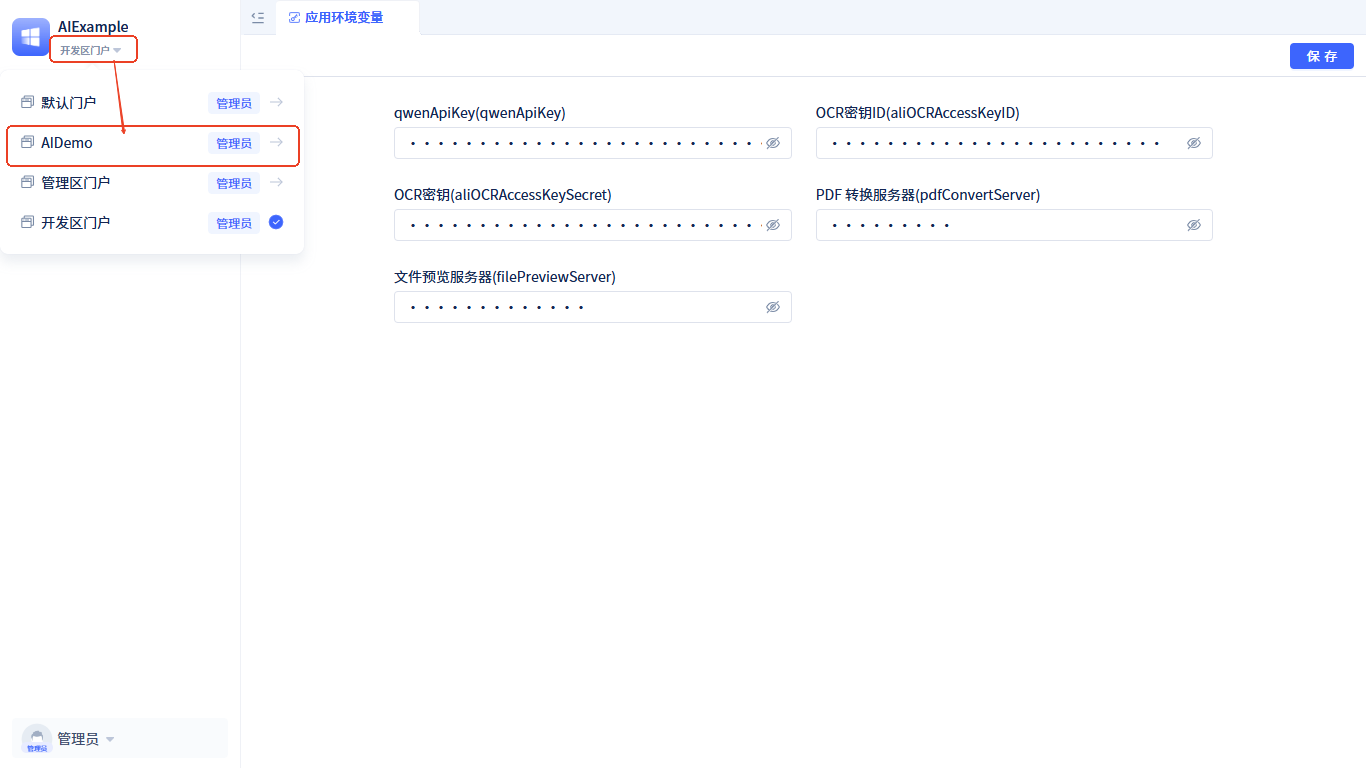 AIExample
开发区门户
应用环境变量
保 存
默认门户 管理员
AIDemo 管理员
管理区门户 管理员
开发区门户 管理员
qwenApiKey(qwenApiKey)
OCR密钥ID(aliOCRAccessKeyID)
OCR密钥(aliOCRAccessKeySecret)
PDF 转换服务器(pdfConvertServer)
文件预览服务器(filePreviewServer)
管理员
管理员